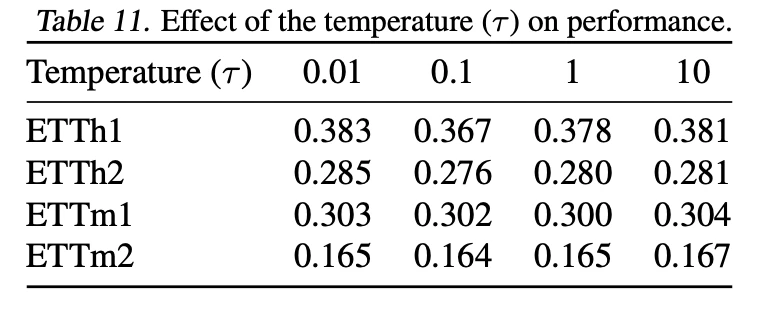 Table 11. Effect of the temperature (τ) on performance.
Temperature (τ) 0.01 0.1 1 10
ETTh1 0.383 0.367 0.378 0.381
ETTh2 0.285 0.276 0.280 0.281
ETTm1 0.303 0.302 0.300 0.304
ETTm2 0.165 0.164 0.165 0.167